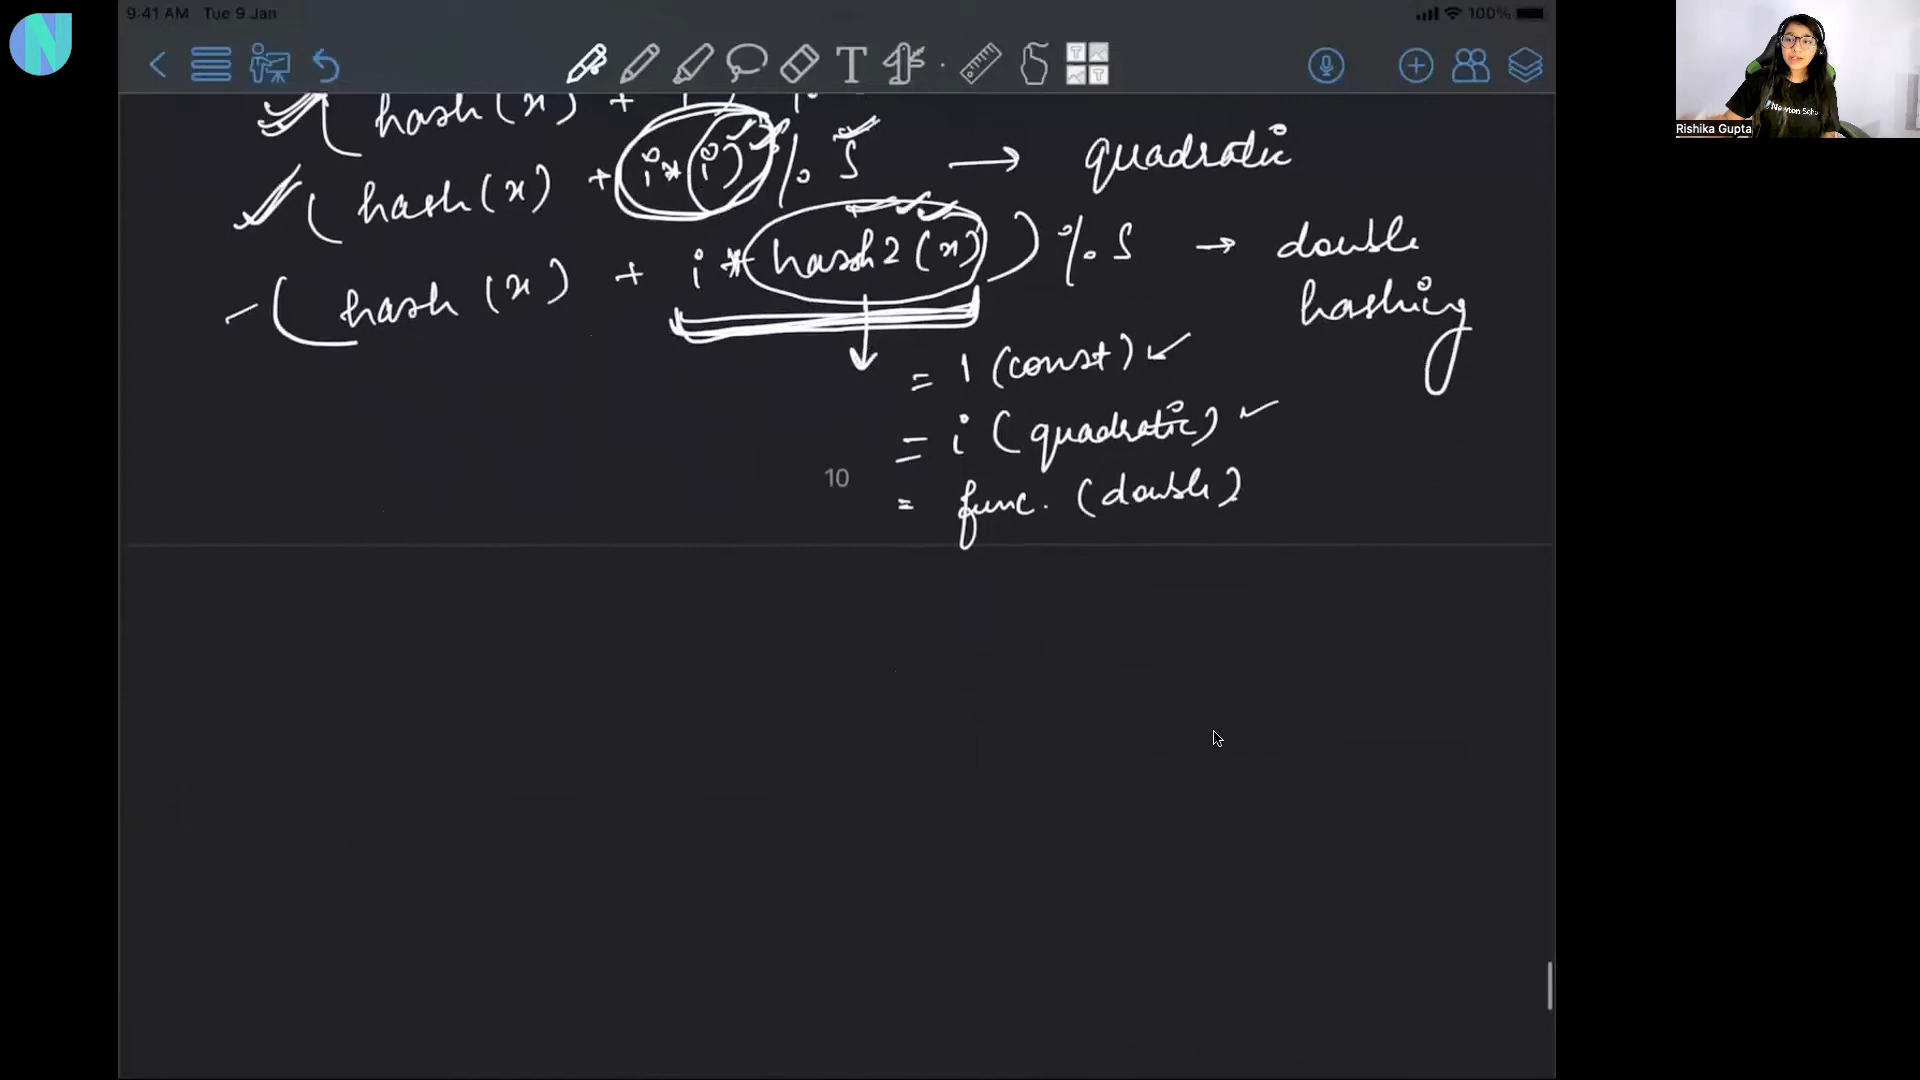 9:41 AM Tue 9 Jan
100%
hash(x) +
(hash(x) + i*(i)) % S → quadratic
(hash(x) + i * hash2(x)) % S → double
hashing
= 1 (const)
= i (quadratic)
= func. (double)
10
Rishika Gupta